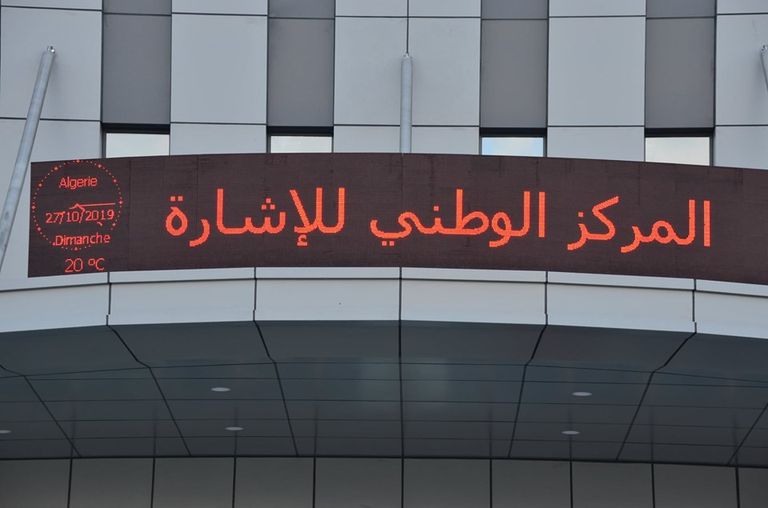 Algerie
27/10/2019
Dimanche
20 °C
المركز الوطني للإشارة